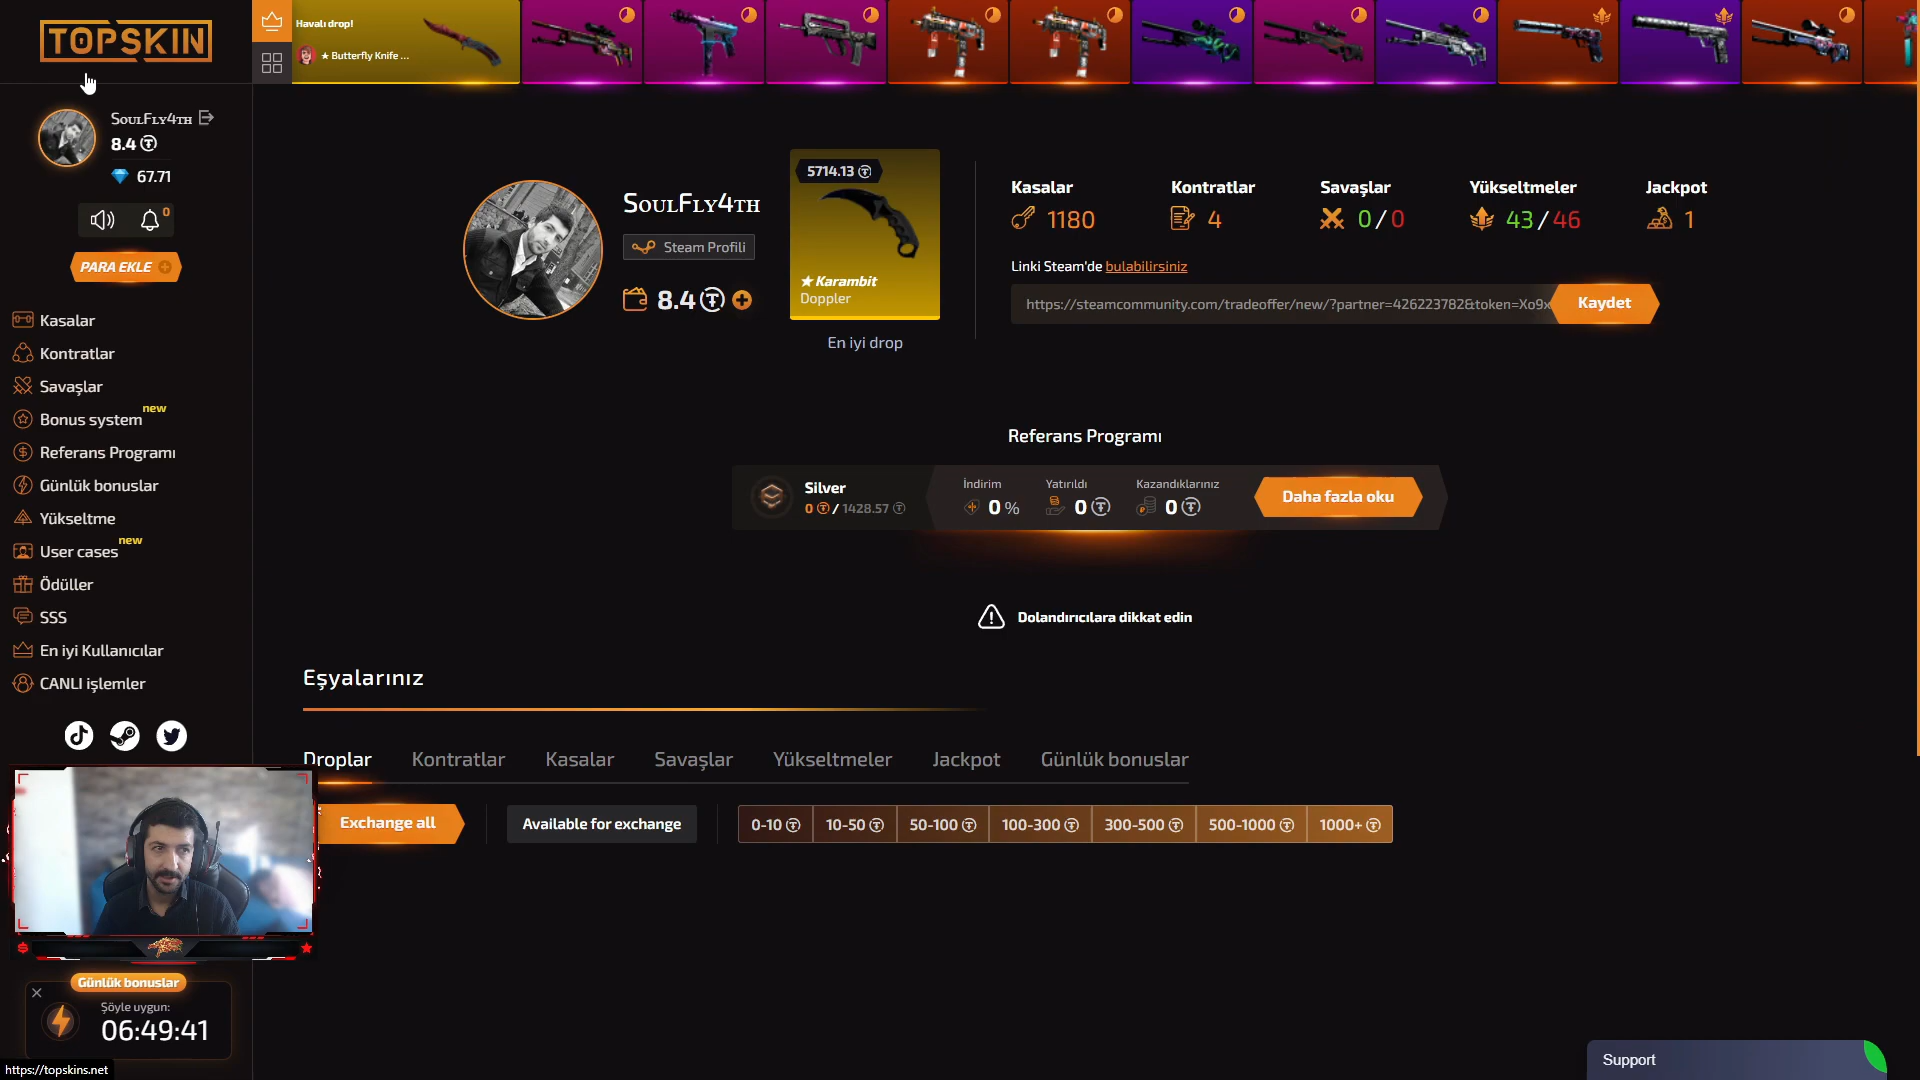 TOPSKIN
Havalı drop!
★ Butterfly Knife ...
SoulFly4th
8.4
67.71
0
PARA EKLE
Kasalar
Kontratlar
Savaşlar
Bonus system new
Referans Programı
Günlük bonuslar
Yükseltme
User cases new
Ödüller
SSS
En iyi Kullanıcılar
CANLI işlemler
SoulFly4th
Steam Profili
8.4
5714.13
★ Karambit
Doppler
En iyi drop
Kasalar
1180
Kontratlar
4
Savaşlar
0/0
Yükseltmeler
43/46
Jackpot
1
Linki Steam'de bulabilirsiniz
https://steamcommunity.com/tradeoffer/new/?partner=426223782&token=Xo9x
Kaydet
Referans Programı
Silver
0 / 1428.57
İndirim
0 %
Yatırıldı
0
Kazandıklarınız
0
Daha fazla oku
Dolandırıcılara dikkat edin
Eşyalarınız
Droplar
Kontratlar
Kasalar
Savaşlar
Yükseltmeler
Jackpot
Günlük bonuslar
Exchange all
Available for exchange
0-10
10-50
50-100
100-300
300-500
500-1000
1000+
Günlük bonuslar
Şöyle uygun:
06:49:41
https://topskins.net
Support